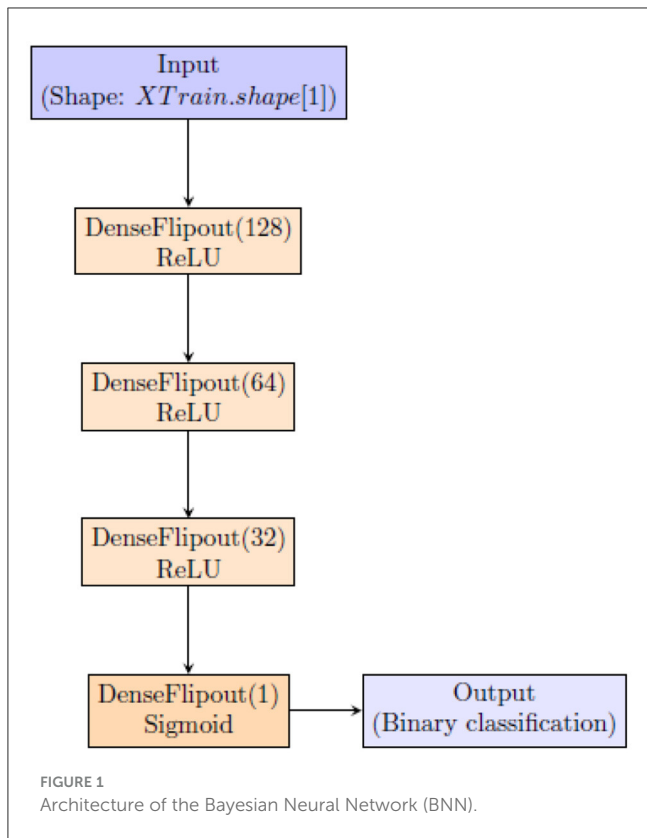 Input
(Shape: XTrain.shape[1])
DenseFlipout(128)
ReLU
DenseFlipout(64)
ReLU
DenseFlipout(32)
ReLU
DenseFlipout(1)
Sigmoid
Output
(Binary classification)
FIGURE 1
Architecture of the Bayesian Neural Network (BNN).